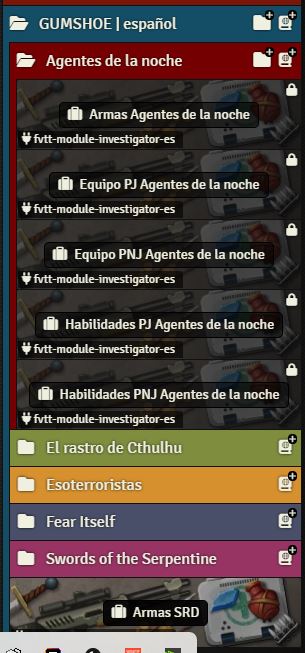 GUMSHOE | español
Agentes de la noche
Armas Agentes de la noche
fvtt-module-investigator-es
Equipo PJ Agentes de la noche
fvtt-module-investigator-es
Equipo PNJ Agentes de la noche
fvtt-module-investigator-es
Habilidades PJ Agentes de la noche
fvtt-module-investigator-es
Habilidades PNJ Agentes de la noche
fvtt-module-investigator-es
El rastro de Cthulhu
Esoterroristas
Fear Itself
Swords of the Serpentine
Armas SRD